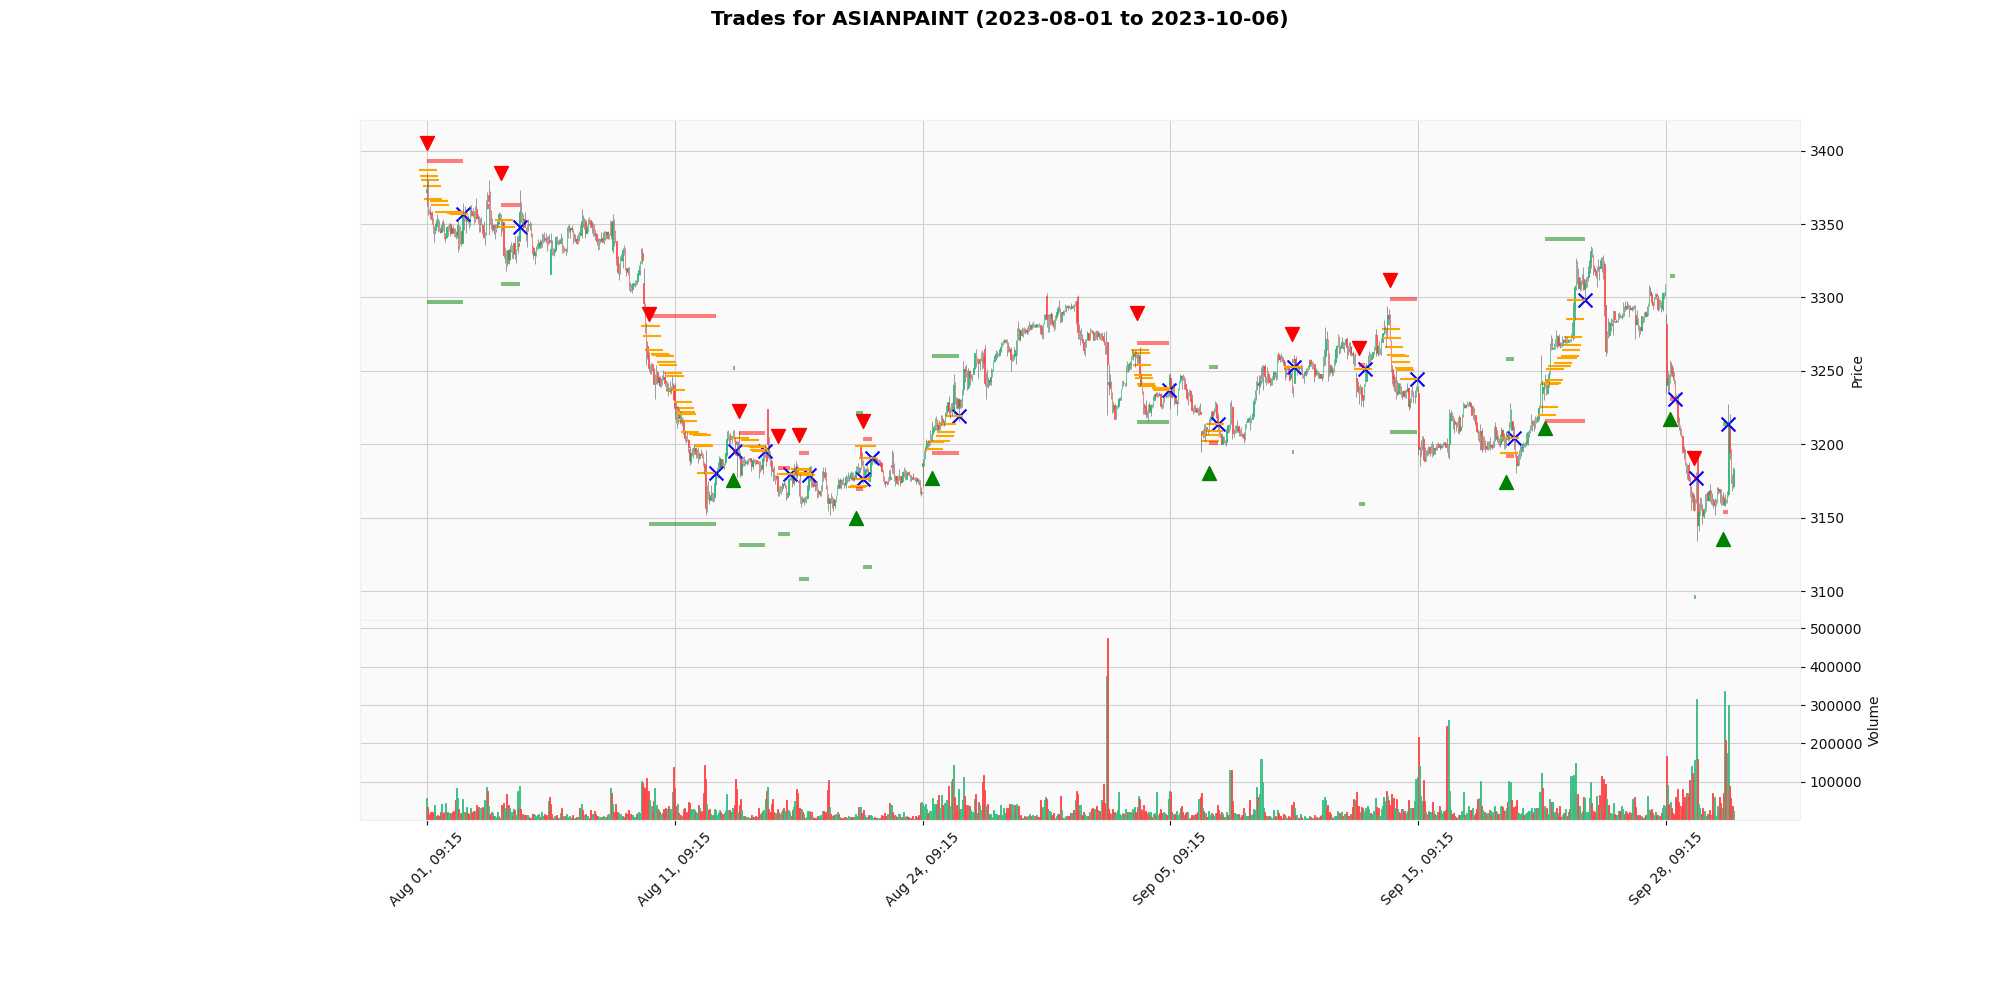 Trades for ASIANPAINT (2023-08-01 to 2023-10-06)
3400
3350
3300
3250
3200
3150
3100
Price
500000
400000
300000
200000
100000
Volume
Aug 01, 09:15
Aug 11, 09:15
Aug 24, 09:15
Sep 05, 09:15
Sep 15, 09:15
Sep 28, 09:15